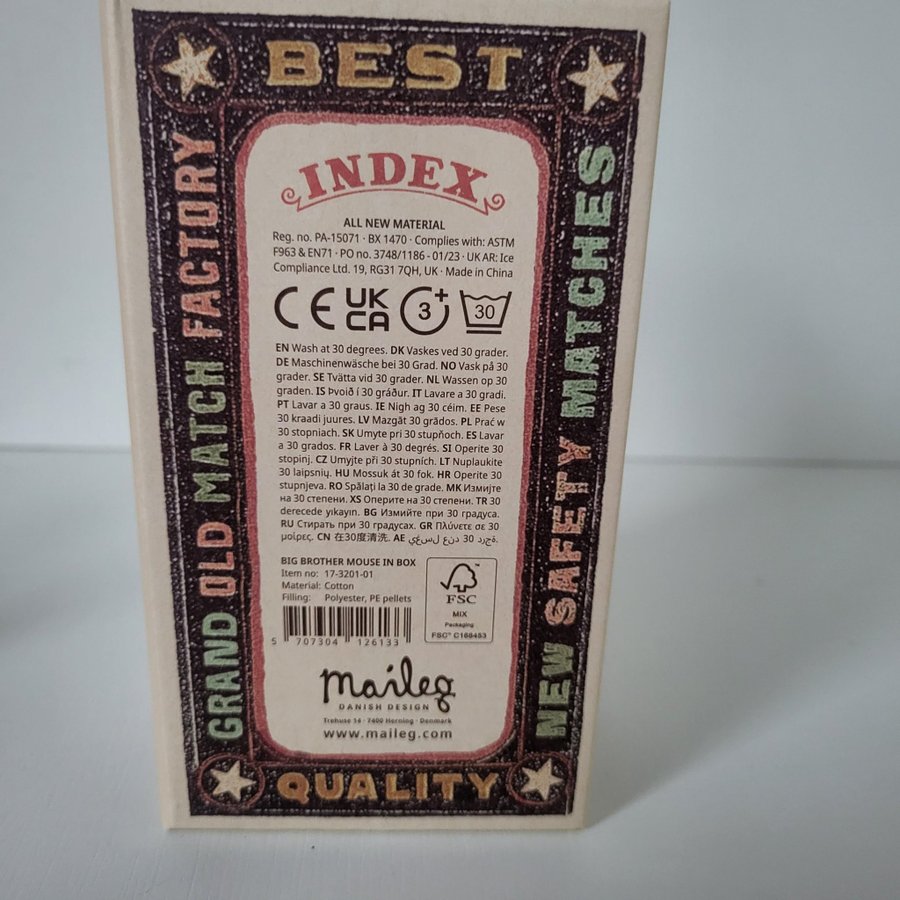 BEST
GRAND OLD MATCH FACTORY
NEW SAFETY MATCHES
INDEX
ALL NEW MATERIAL
Reg. no. PA-15071 · BX 1470 · Complies with: ASTM
F963 & EN71 · PO no. 3748/1186 - 01/23 · UK AR: Ice
Compliance Ltd. 19, RG31 7QH, UK · Made in China
CE UK CA 3+ 30
EN Wash at 30 degrees. DK Vaskes ved 30 grader.
DE Maschinenwäsche bei 30 Grad. NO Vask på 30
grader. SE Tvätta vid 30 grader. NL Wassen op 30
graden. IS Þvoið í 30 gráður. IT Lavare a 30 gradi.
PT Lavar a 30 graus. IE Nigh ag 30 céim. EE Pese
30 kraadi juures. LV Mazgāt 30 grādos. PL Prać w
30 stopniach. SK Umyte pri 30 stupňoch. ES Lavar
a 30 grados. FR Laver à 30 degrés. SI Operite 30
stopinj. CZ Umyjte při 30 stupních. LT Nuplaukite
30 laipsnių. HU Mossuk át 30 fok. HR Operite 30
stupnjeva. RO Spălați la 30 de grade. MK Измијте
на 30 степени. XS Оперите на 30 степени. TR 30
derecede yıkayın. BG Измийте при 30 градуса.
RU Стирать при 30 градусах. GR Πλύνετε σε 30
μοίρες. CN 在30度清洗. AE يُغسل عند 30 درجة.
BIG BROTHER MOUSE IN BOX
Item no: 17-3201-01
Material: Cotton
Filling: Polyester, PE pellets
5 707304 126133
FSC
MIX
Packaging
FSC® C168453
maileg
DANISH DESIGN
Trehuse 14 · 7400 Herning · Denmark
www.maileg.com
QUALITY